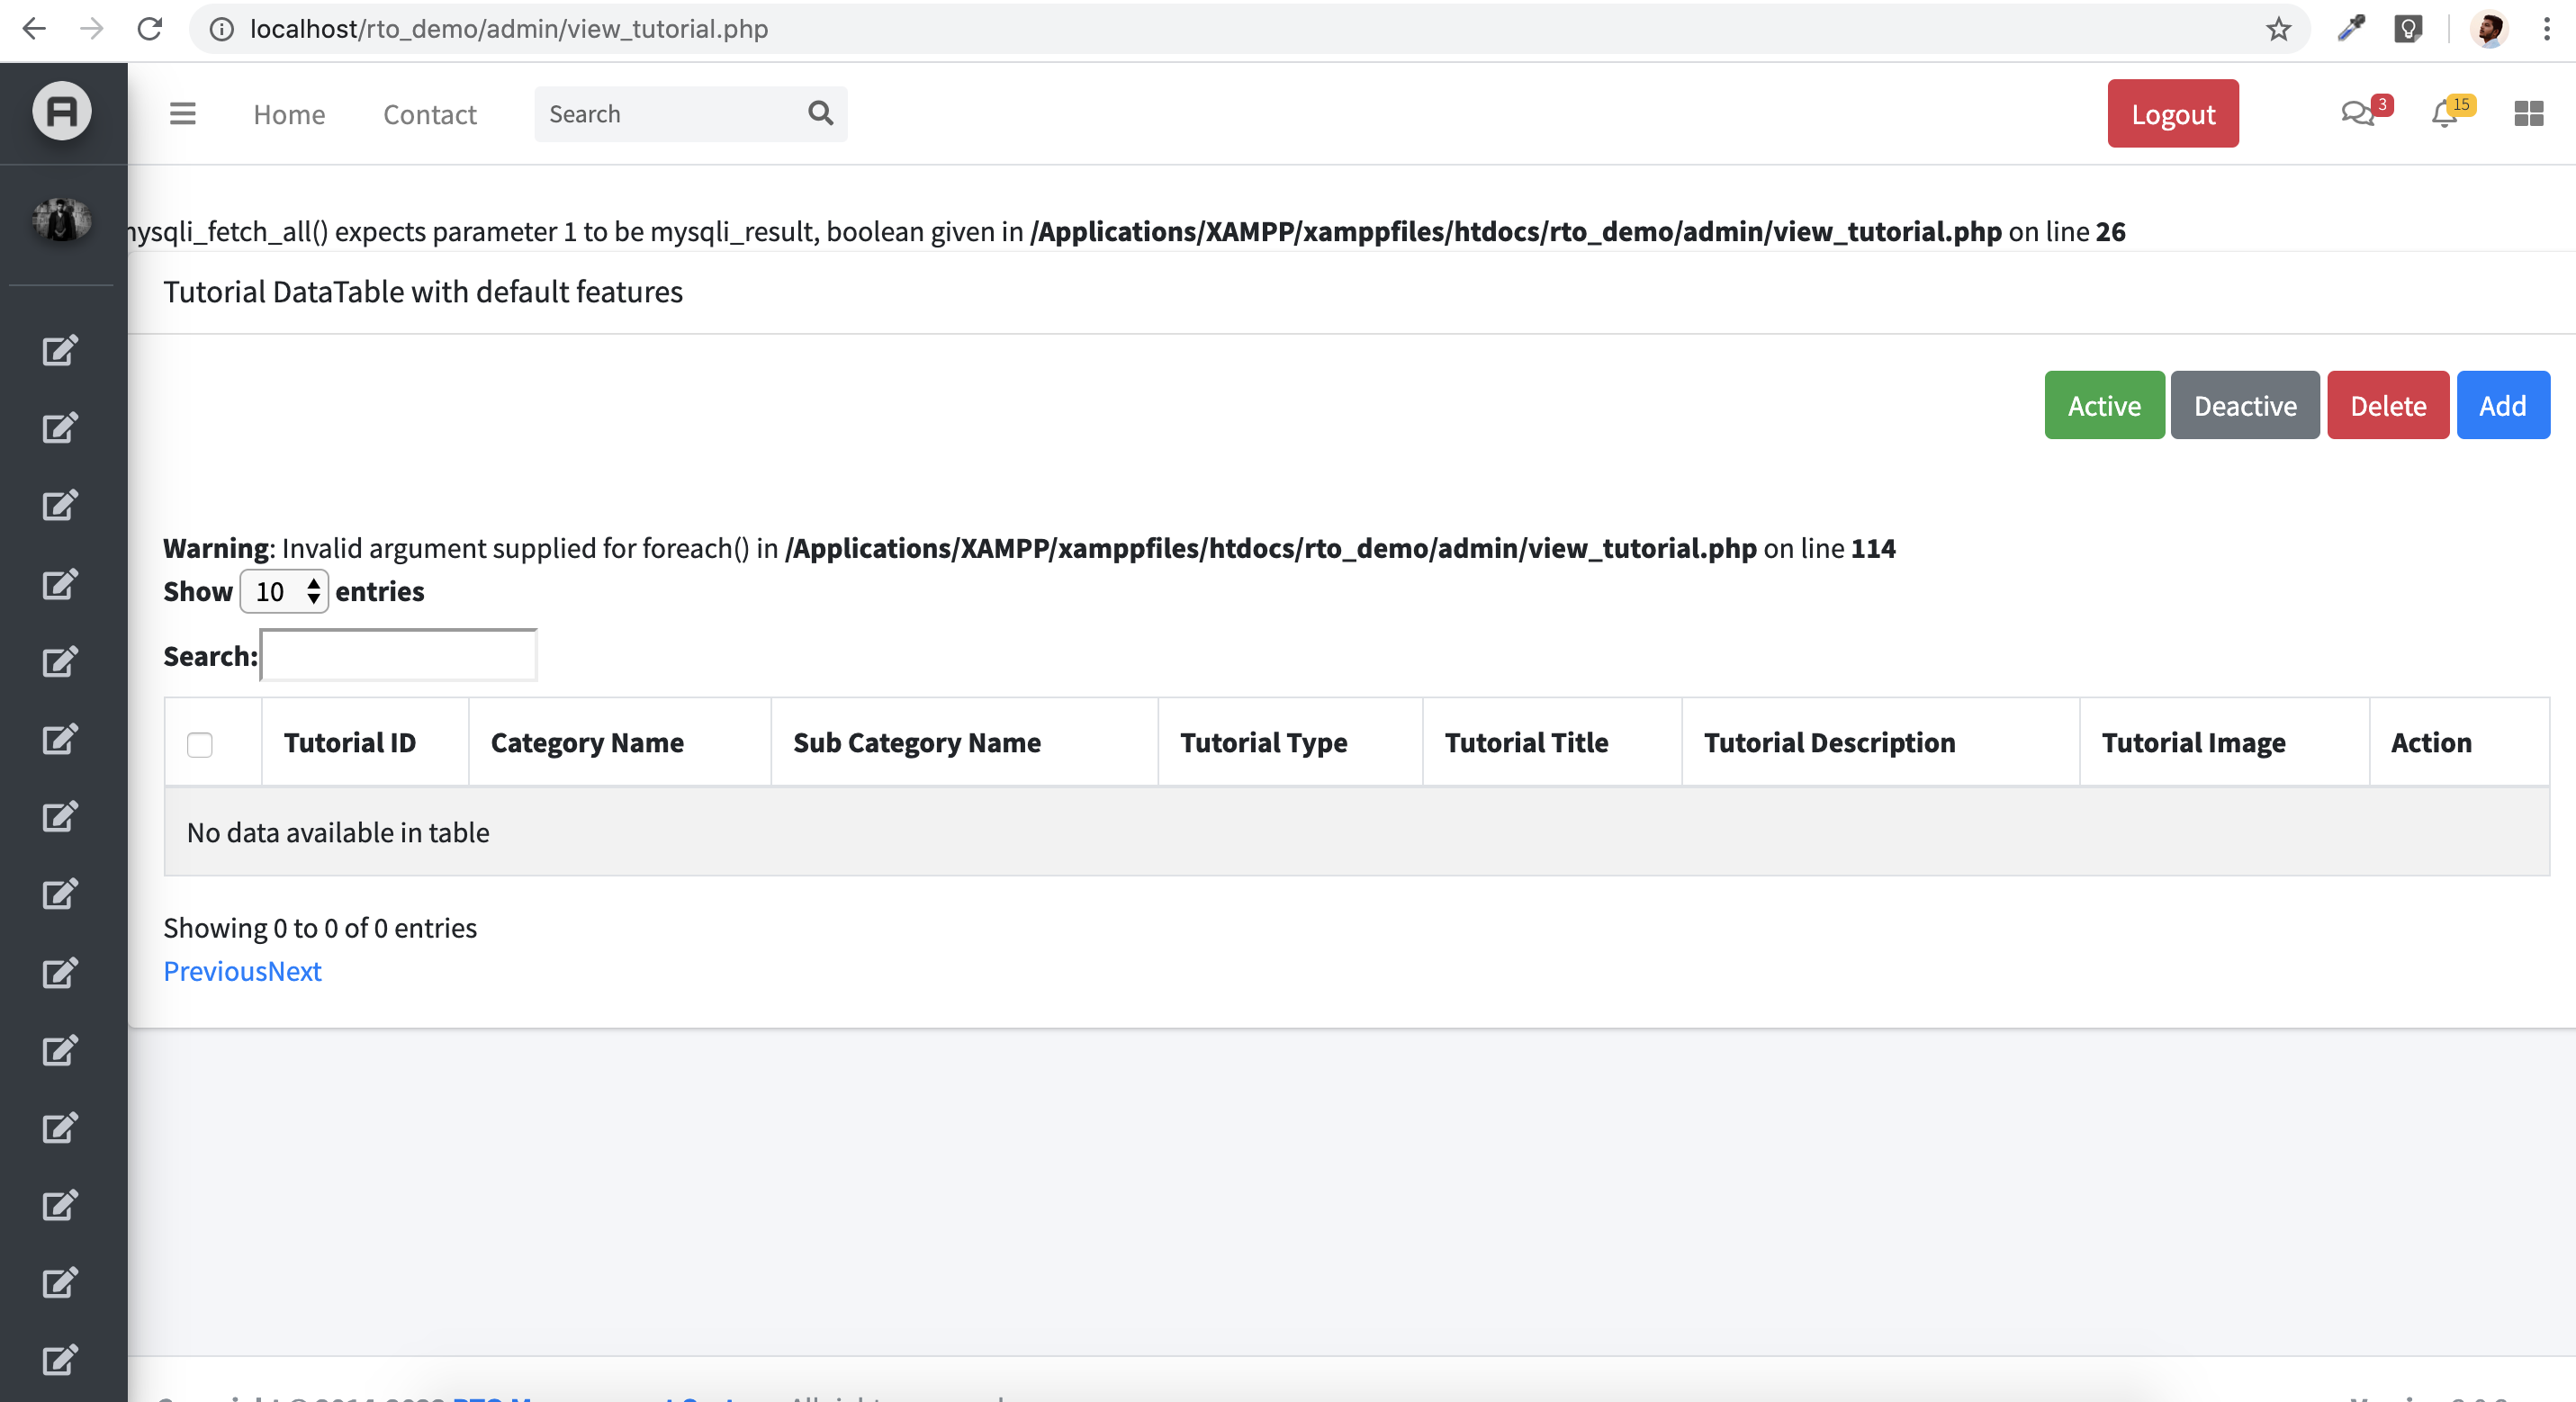 localhost/rto_demo/admin/view_tutorial.php
Home Contact Search Logout 3 15
mysqli_fetch_all() expects parameter 1 to be mysqli_result, boolean given in /Applications/XAMPP/xamppfiles/htdocs/rto_demo/admin/view_tutorial.php on line 26
Tutorial DataTable with default features
Active Deactive Delete Add
Warning: Invalid argument supplied for foreach() in /Applications/XAMPP/xamppfiles/htdocs/rto_demo/admin/view_tutorial.php on line 114
Show 10 entries
Search:
Tutorial ID Category Name Sub Category Name Tutorial Type Tutorial Title Tutorial Description Tutorial Image Action
No data available in table
Showing 0 to 0 of 0 entries
PreviousNext